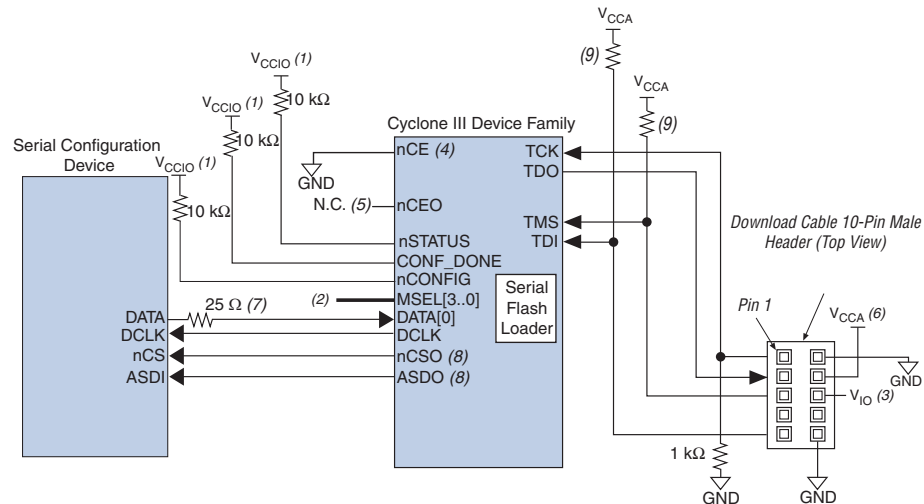 VCCA
(9)
VCCA
(9)
VCCIO (1)
10 kΩ
VCCIO (1)
10 kΩ
VCCIO (1)
10 kΩ
Serial Configuration
Device
DATA
DCLK
nCS
ASDI
25 Ω (7)
GND
N.C. (5)
(2)
Cyclone III Device Family
nCE (4)
nCEO
nSTATUS
CONF_DONE
nCONFIG
MSEL[3..0]
DATA[0]
DCLK
nCSO (8)
ASDO (8)
TCK
TDO
TMS
TDI
Serial
Flash
Loader
Download Cable 10-Pin Male
Header (Top View)
Pin 1
VCCA (6)
GND
VIO (3)
1 kΩ
GND
GND